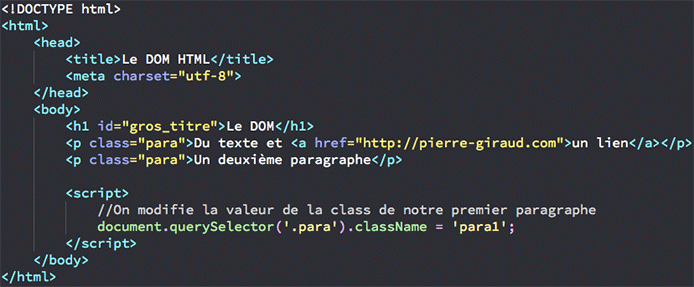 <!DOCTYPE html>
<html>
<head>
<title>Le DOM HTML</title>
<meta charset="utf-8">
</head>
<body>
<h1 id="gros_titre">Le DOM</h1>
<p class="para">Du texte et <a href="http://pierre-giraud.com">un lien</a></p>
<p class="para">Un deuxième paragraphe</p>
<script>
//On modifie la valeur de la class de notre premier paragraphe
document.querySelector('.para').className = 'para1';
</script>
</body>
</html>